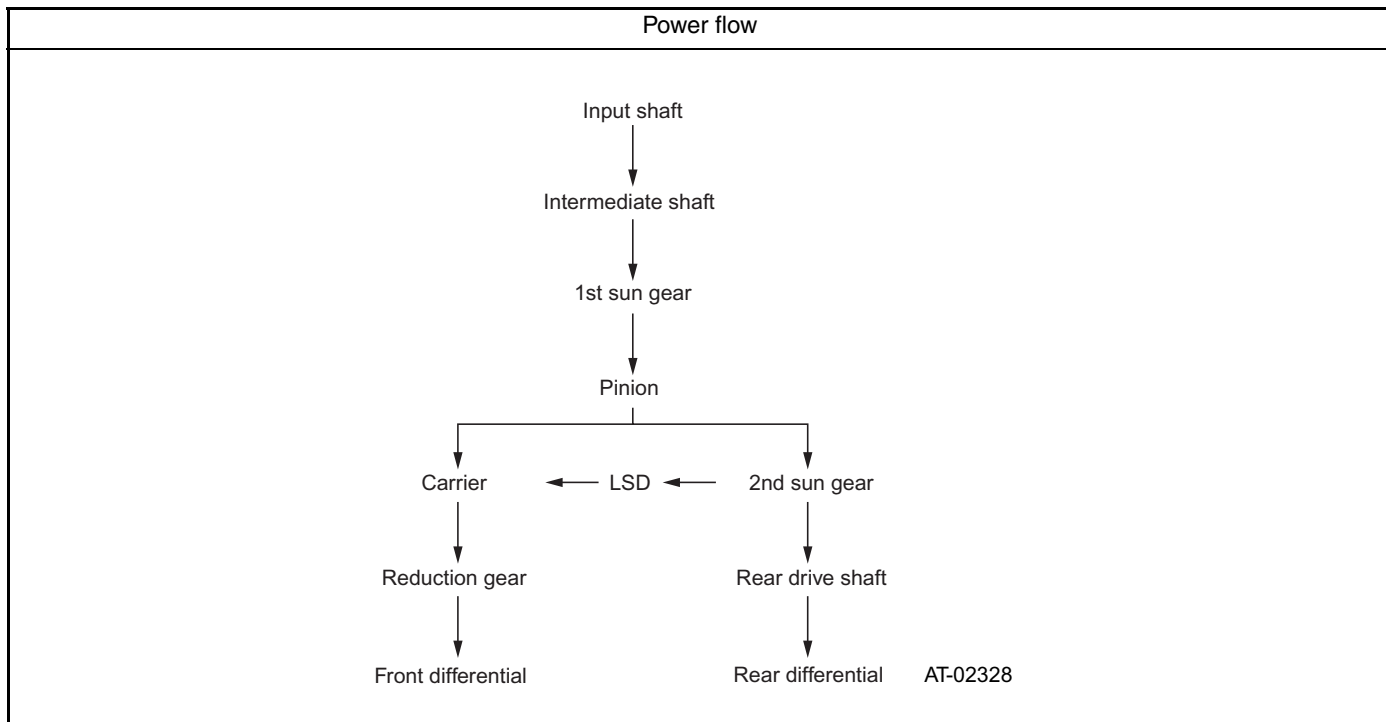 Power flow
Input shaft
Intermediate shaft
1st sun gear
Pinion
Carrier LSD 2nd sun gear
Reduction gear Rear drive shaft
Front differential Rear differential AT-02328